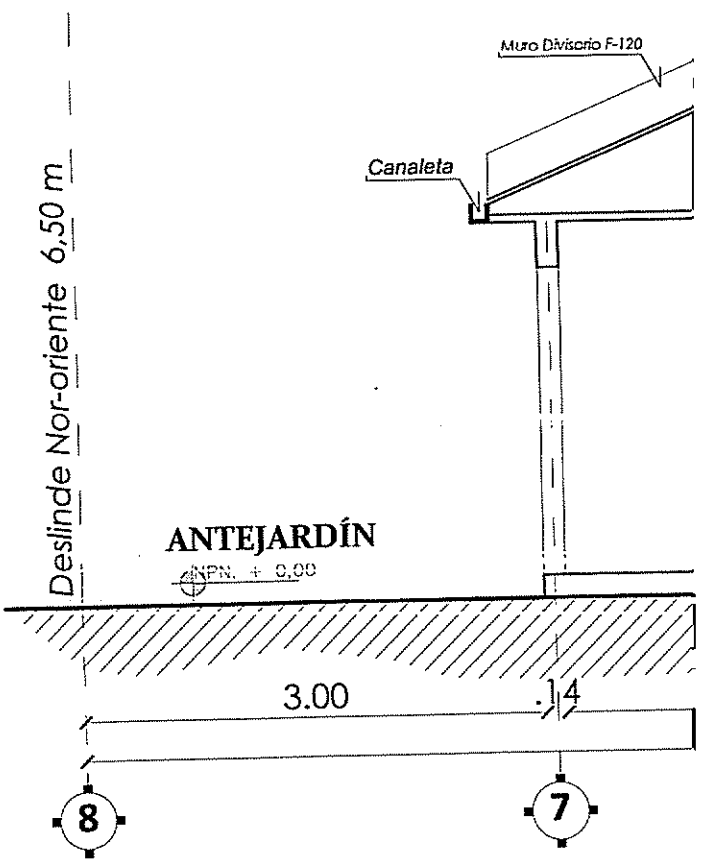 Muro Divisorio F-120
Canaleta
Deslinde Nor-oriente 6,50 m
ANTEJARDÍN
NPN. + 0,00
3.00
.14
8
7